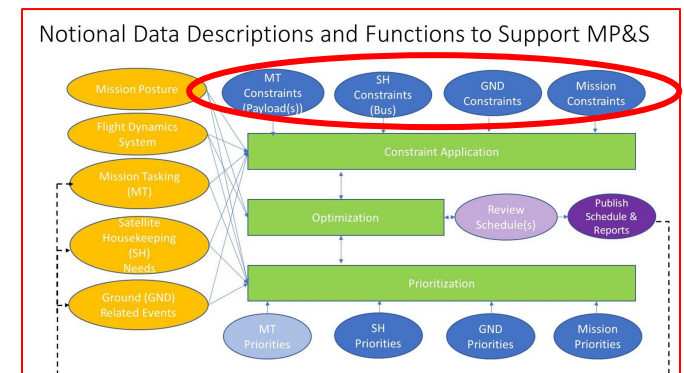 Notional Data Descriptions and Functions to Support MP&S
Mission Posture
MT
Constraints
(Payload(s))
SH
Constraints
(Bus)
GND
Constraints
Mission
Constraints
Flight Dynamics
System
Constraint Application
Mission Tasking
(MT)
Optimization
Review
Schedule(s)
Publish
Schedule &
Reports
Satellite
Housekeeping
(SH)
Needs
Prioritization
Ground (GND)
Related Events
MT
Priorities
SH
Priorities
GND
Priorities
Mission
Priorities